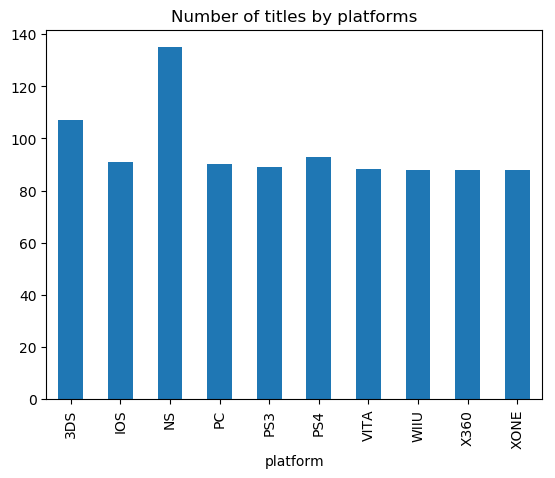 Number of titles by platforms
140
120
100
80
60
40
20
0
3DS
IOS
NS
PC
PS3
PS4
VITA
WIIU
X360
XONE
platform